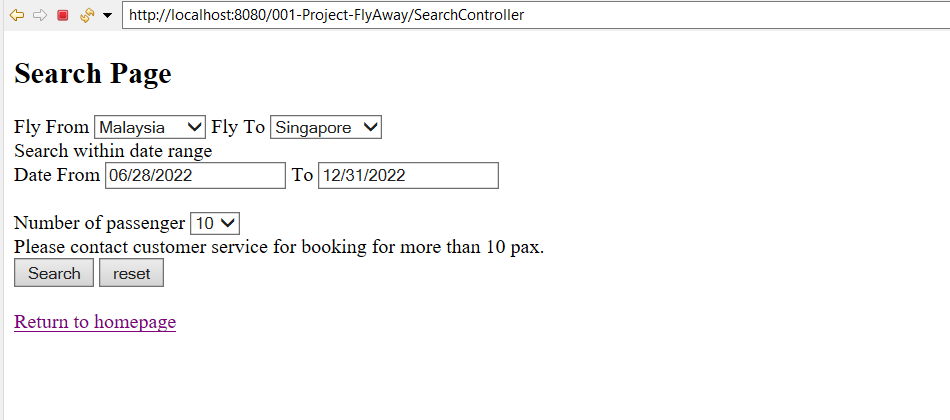 http://localhost:8080/001-Project-FlyAway/SearchController
Search Page
Fly From Malaysia Fly To Singapore
Search within date range
Date From 06/28/2022 To 12/31/2022
Number of passenger 10
Please contact customer service for booking for more than 10 pax.
Search reset
Return to homepage